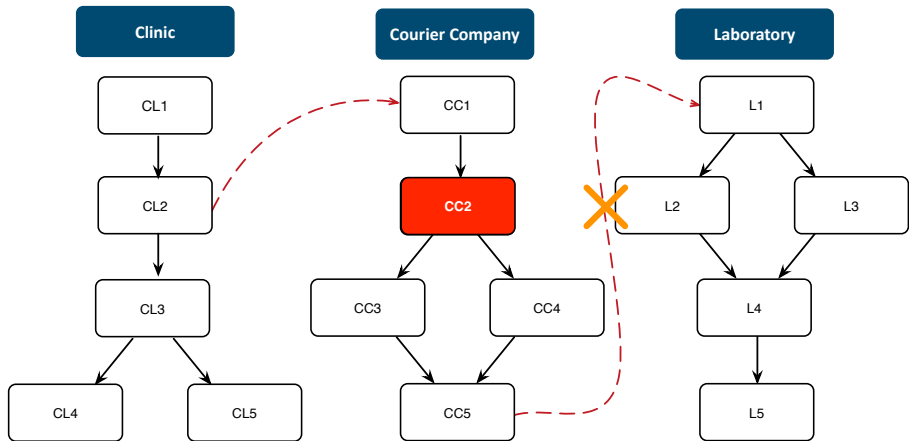 Clinic
Courier Company
Laboratory
CL1
CC1
L1
CL2
CC2
L2
L3
CL3
CC3
CC4
L4
CL4
CL5
CC5
L5